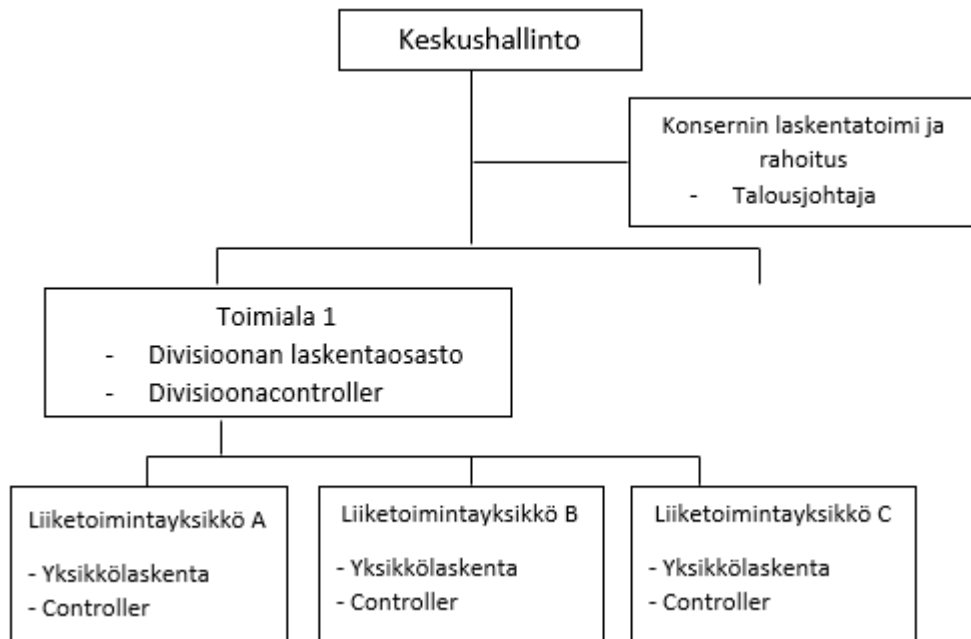 Keskushallinto
Konsernin laskentatoimi ja
rahoitus
- Talousjohtaja
Toimiala 1
- Divisioonan laskentaosasto
- Divisioonacontroller
Liiketoimintayksikkö A
- Yksikkölaskenta
- Controller
Liiketoimintayksikkö B
- Yksikkölaskenta
- Controller
Liiketoimintayksikkö C
- Yksikkölaskenta
- Controller